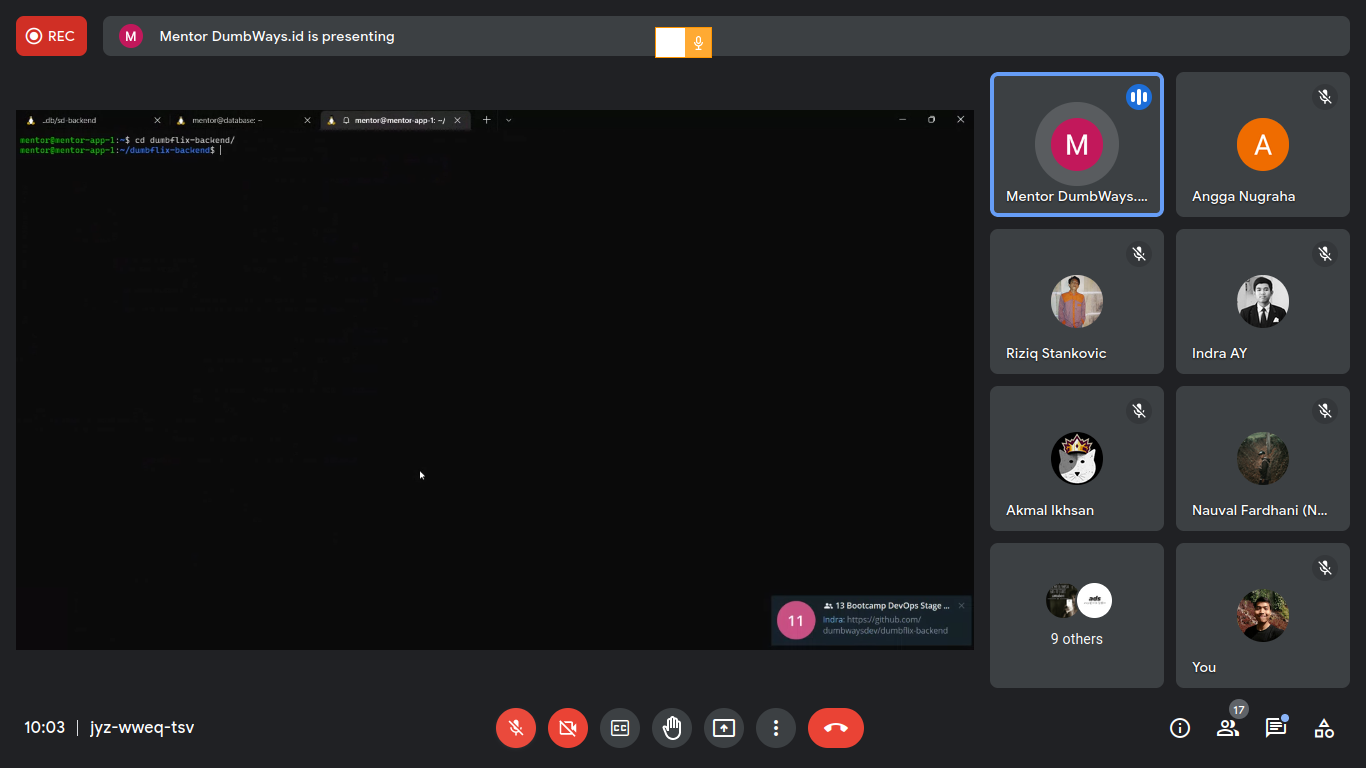 REC
M
Mentor DumbWays.id is presenting
_db/sd-backend
mentor@database: ~
mentor@mentor-app-1: ~/
mentor@mentor-app-1:~$ cd dumbflix-backend/
mentor@mentor-app-1:~/dumbflix-backend$
11
13 Bootcamp DevOps Stage ...
Indra: https://github.com/
dumbwaysdev/dumbflix-backend
M
Mentor DumbWays....
A
Angga Nugraha
Riziq Stankovic
Indra AY
Akmal Ikhsan
Nauval Fardhani (N...
ads
9 others
You
10:03
jyz-wweq-tsv
CC
17